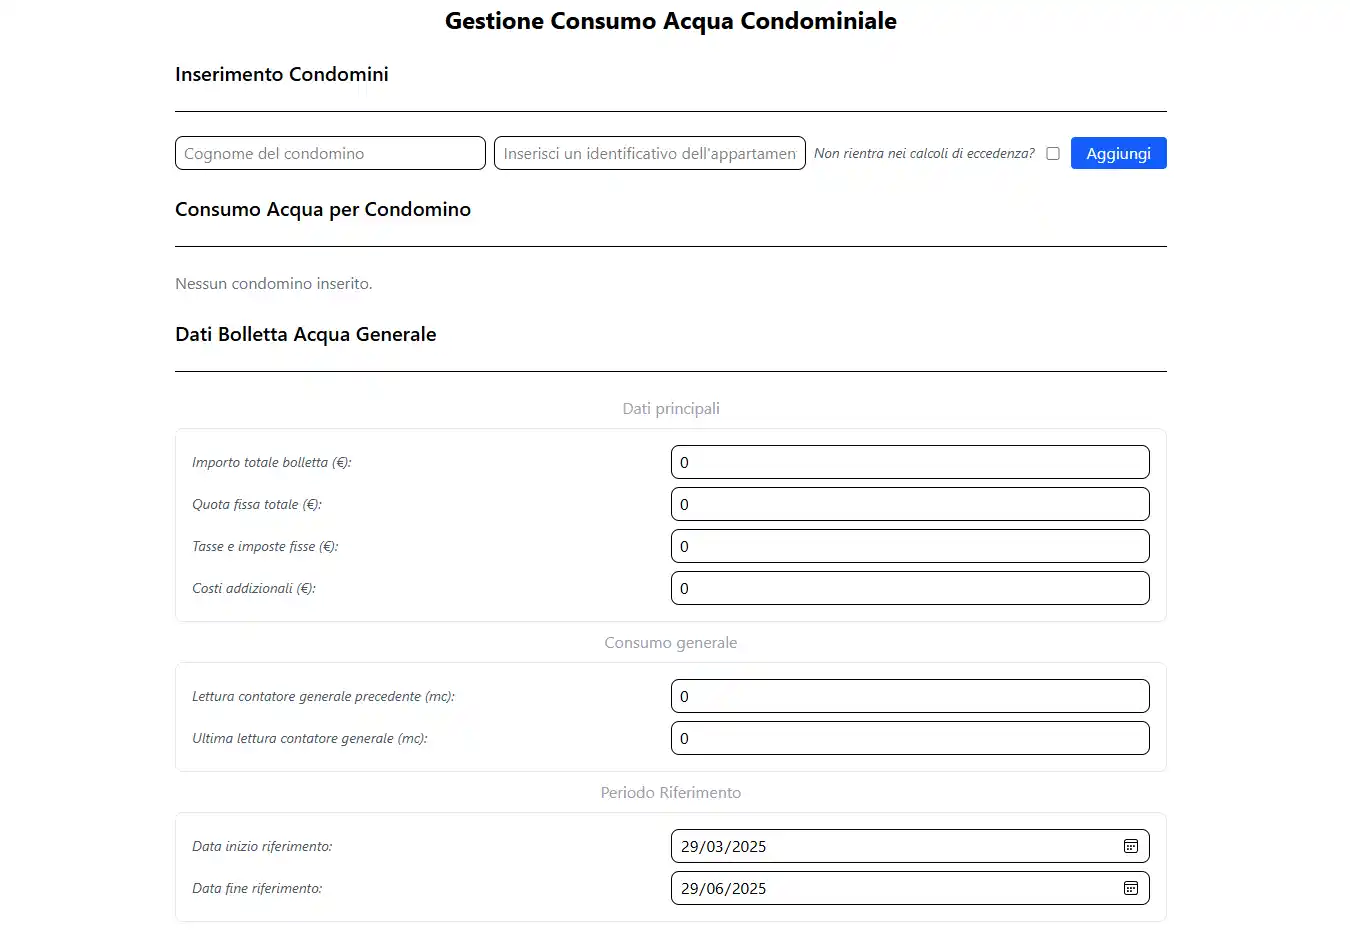 Gestione Consumo Acqua Condominiale
Inserimento Condomini
Cognome del condomino
Inserisci un identificativo dell'appartamen
Non rientra nei calcoli di eccedenza?
Aggiungi
Consumo Acqua per Condomino
Nessun condomino inserito.
Dati Bolletta Acqua Generale
Dati principali
Importo totale bolletta (€):
0
Quota fissa totale (€):
0
Tasse e imposte fisse (€):
0
Costi addizionali (€):
0
Consumo generale
Lettura contatore generale precedente (mc):
0
Ultima lettura contatore generale (mc):
0
Periodo Riferimento
Data inizio riferimento:
29/03/2025
Data fine riferimento:
29/06/2025